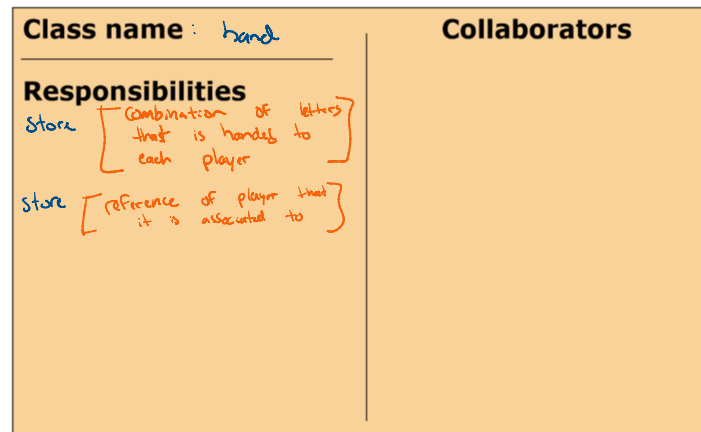 Class name : hand
Collaborators
Responsibilities
Store [combination of letters
that is handed to
each player]
Store [reference of player that
it is associated to]